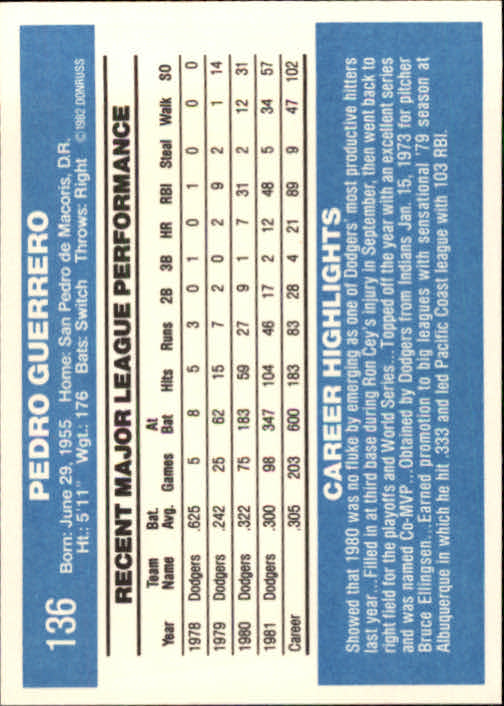 136 PEDRO GUERRERO
Born: June 29, 1955 Home: San Pedro de Macoris, D.R.
Ht.: 5'11" Wgt.: 176 Bats: Switch Throws: Right ©1982 DONRUSS
RECENT MAJOR LEAGUE PERFORMANCE
Team Bat. At
Year Name Avg. Games Bat Hits Runs 2B 3B HR RBI Steal Walk SO
1978 Dodgers .625 5 8 5 3 0 1 0 1 0 0 0
1979 Dodgers .242 25 62 15 7 2 0 2 9 2 1 14
1980 Dodgers .322 75 183 59 27 9 1 7 31 2 12 31
1981 Dodgers .300 98 347 104 46 17 2 12 48 5 34 57
Career .305 203 600 183 83 28 4 21 89 9 47 102
CAREER HIGHLIGHTS
Showed that 1980 was no fluke by emerging as one of Dodgers' most productive hitters
last year...Filled in at third base during Ron Cey's injury in September, then went back to
right field for the playoffs and World Series...Topped off the year with an excellent series
and was named Co-MVP...Obtained by Dodgers from Indians Jan. 15, 1973 for pitcher
Bruce Ellingsen...Earned promotion to big leagues with sensational '79 season at
Albuquerque in which he hit .333 and led Pacific Coast league with 103 RBI.